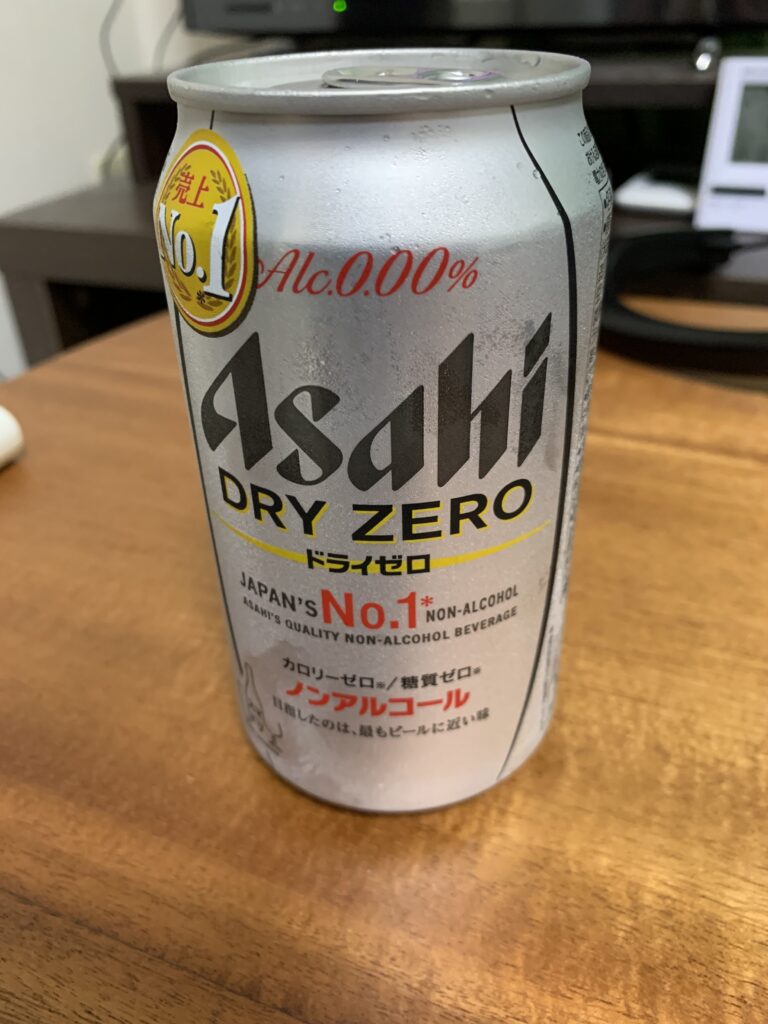 売上
No.1※
Alc.0.00%
Asahi
DRY ZERO
ドライゼロ
JAPAN'S No.1* NON-ALCOHOL
ASAHI'S QUALITY NON-ALCOHOL BEVERAGE
カロリーゼロ※/糖質ゼロ※
ノンアルコール
目指したのは、最もビールに近い味